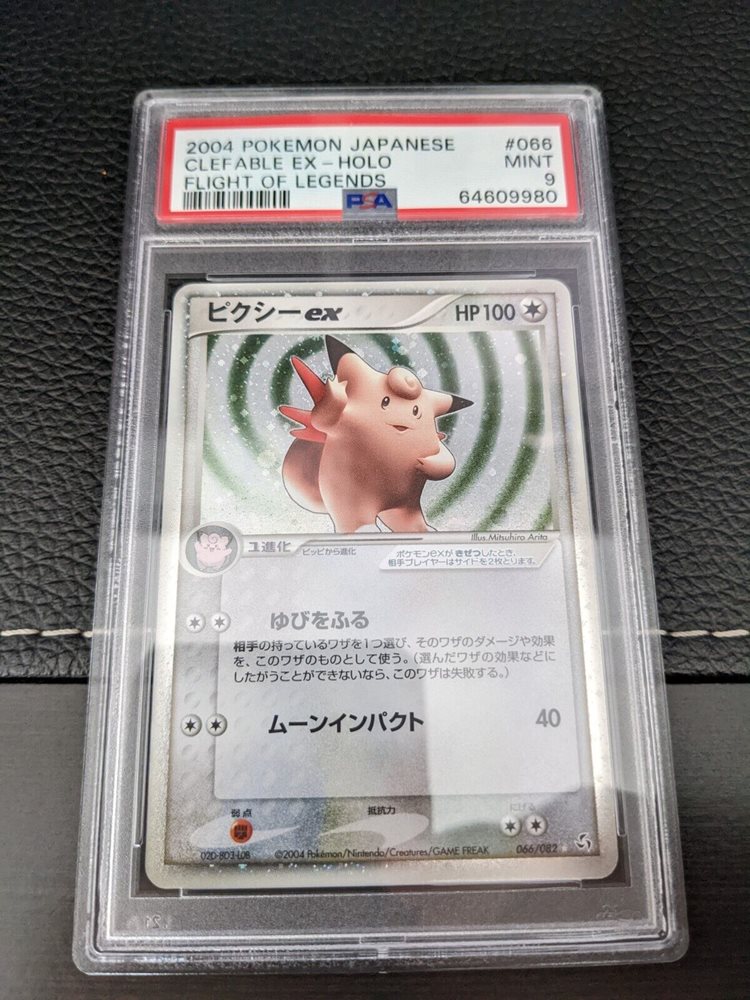 2004 POKEMON JAPANESE #066
CLEFABLE EX-HOLO MINT
FLIGHT OF LEGENDS 9
PSA 64609980
ピクシーex HP100
Illus. Mitsuhiro Arita
1進化 ピッピから進化
ポケモンexが きぜつしたとき、
相手プレイヤーはサイドを2枚とります。
ゆびをふる
相手の持っているワザを1つ選び、そのワザのダメージや効果
を、このワザのものとして使う。(選んだワザの効果などに
したがうことができないなら、このワザは失敗する。)
ムーンインパクト 40
弱点 抵抗力 にげる
©2004 Pokémon/Nintendo/Creatures/GAME FREAK 066/082